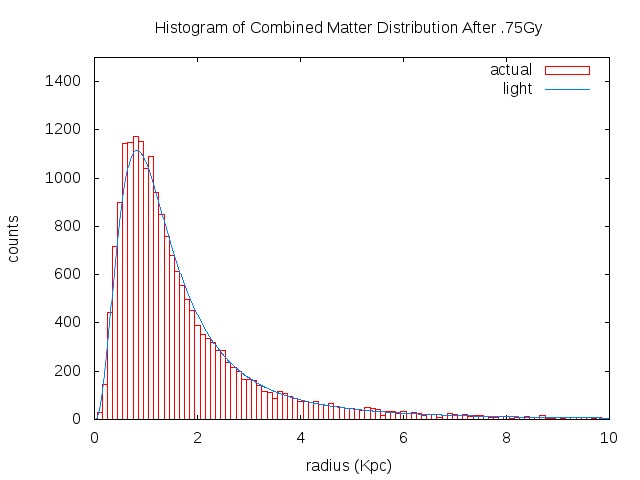 Histogram of Combined Matter Distribution After .75Gy
actual
light
1400
1200
1000
800
600
400
200
0
counts
0 2 4 6 8 10
radius (Kpc)